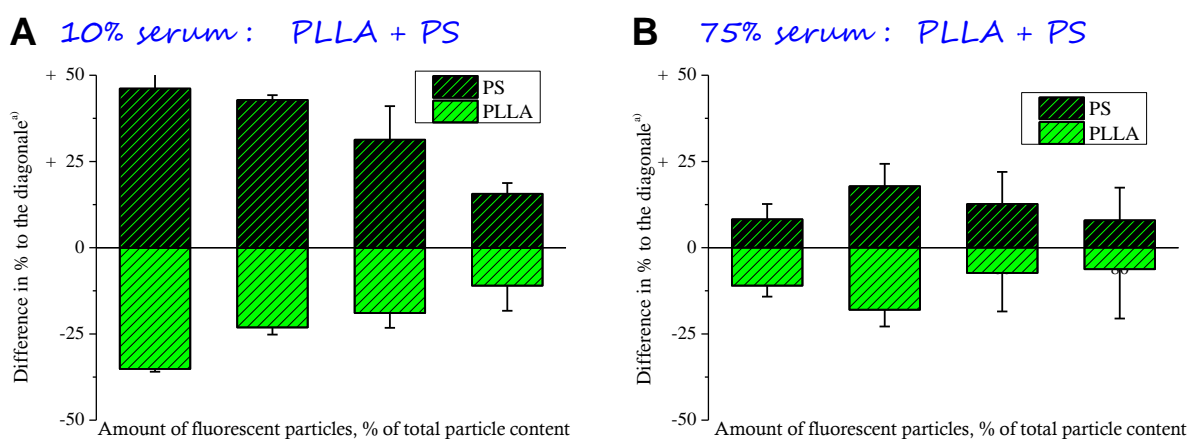 A 10% serum : PLLA + PS
+ 50
+ 25
0
-25
-50
Difference in % to the diagonale a)
PS
PLLA
Amount of fluorescent particles, % of total particle content
B 75% serum : PLLA + PS
+ 50
+ 25
0
-25
-50
Difference in % to the diagonale a)
PS
PLLA
Amount of fluorescent particles, % of total particle content